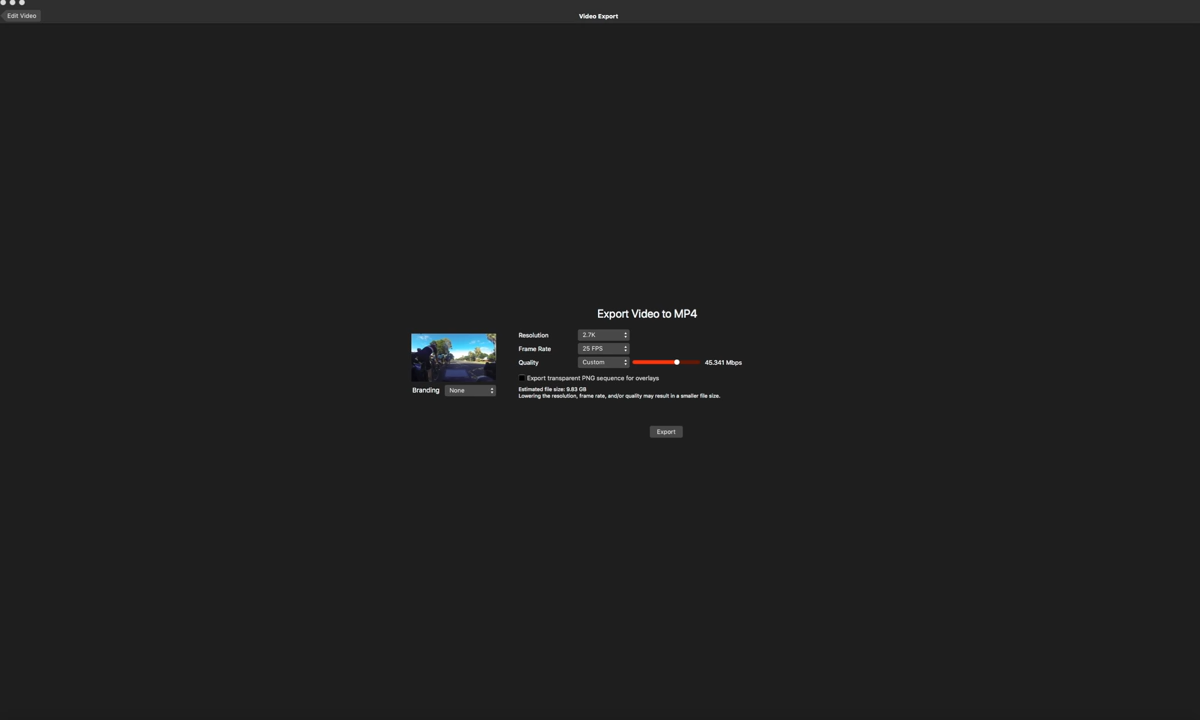 Edit Video
Video Export
Export Video to MP4
Resolution 2.7K
Frame Rate 25 FPS
Quality Custom 45.341 Mbps
Export transparent PNG sequence for overlays
Branding None
Estimated file size: 9.83 GB
Lowering the resolution, frame rate, and/or quality may result in a smaller file size.
Export